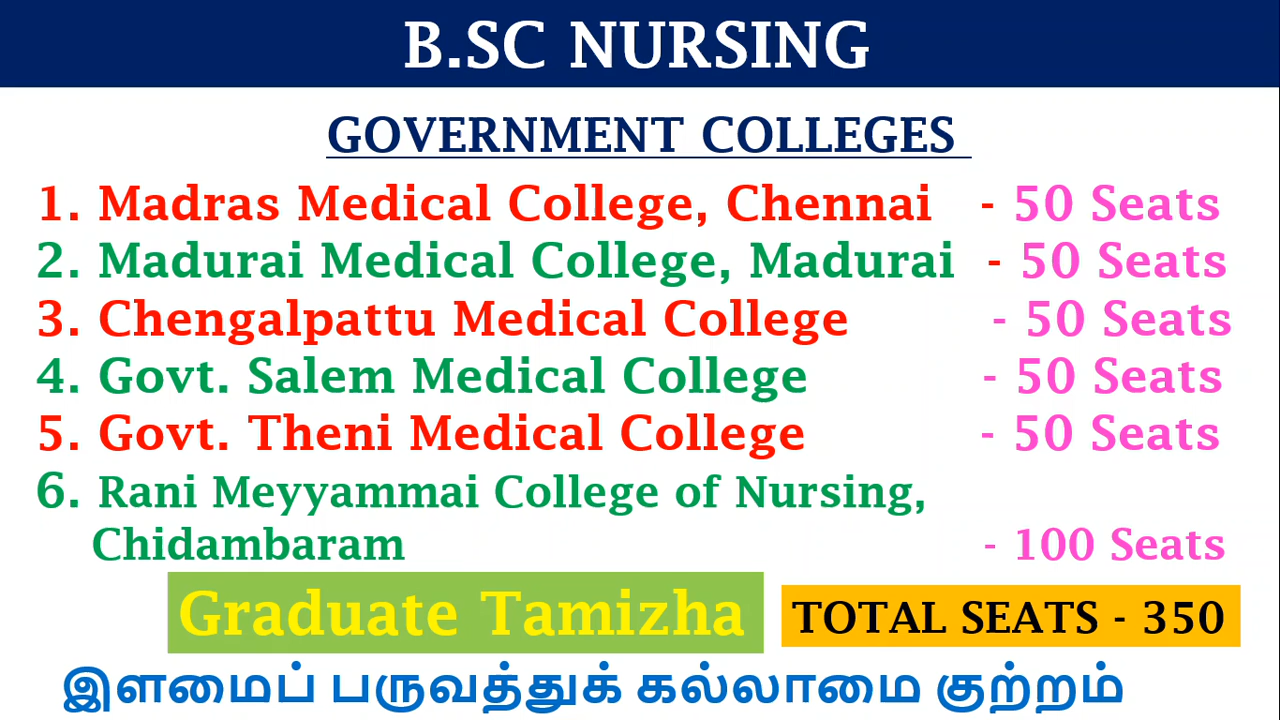 B.SC NURSING
GOVERNMENT COLLEGES
1. Madras Medical College, Chennai - 50 Seats
2. Madurai Medical College, Madurai - 50 Seats
3. Chengalpattu Medical College - 50 Seats
4. Govt. Salem Medical College - 50 Seats
5. Govt. Theni Medical College - 50 Seats
6. Rani Meyyammai College of Nursing,
Chidambaram - 100 Seats
Graduate Tamizha
TOTAL SEATS - 350
இளமைப் பருவத்துக் கல்லாமை குற்றம்